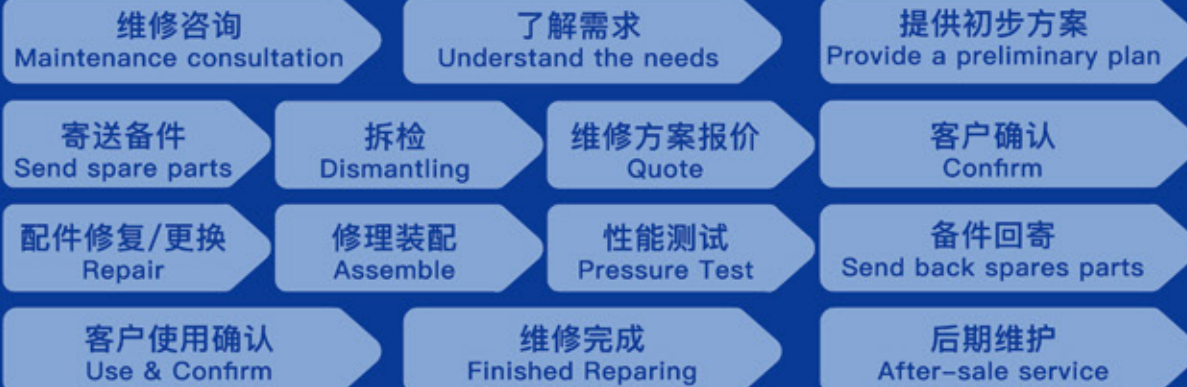 维修咨询
Maintenance consultation
了解需求
Understand the needs
提供初步方案
Provide a preliminary plan
寄送备件
Send spare parts
拆检
Dismantling
维修方案报价
Quote
客户确认
Confirm
配件修复/更换
Repair
修理装配
Assemble
性能测试
Pressure Test
备件回寄
Send back spares parts
客户使用确认
Use & Confirm
维修完成
Finished Reparing
后期维护
After-sale service